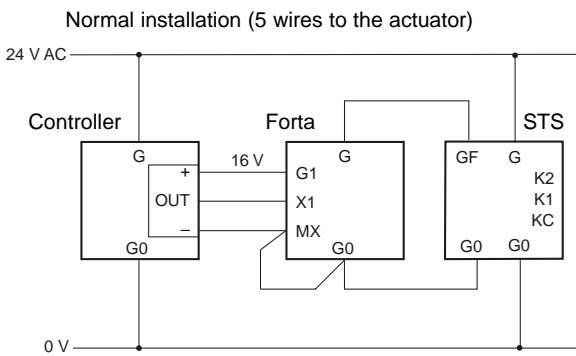 Normal installation (5 wires to the actuator)
24 V AC
Controller
Forta
STS
G
16 V
G
GF
G
+
G1
K2
OUT
X1
K1
–
MX
KC
G0
G0
G0
G0
0 V